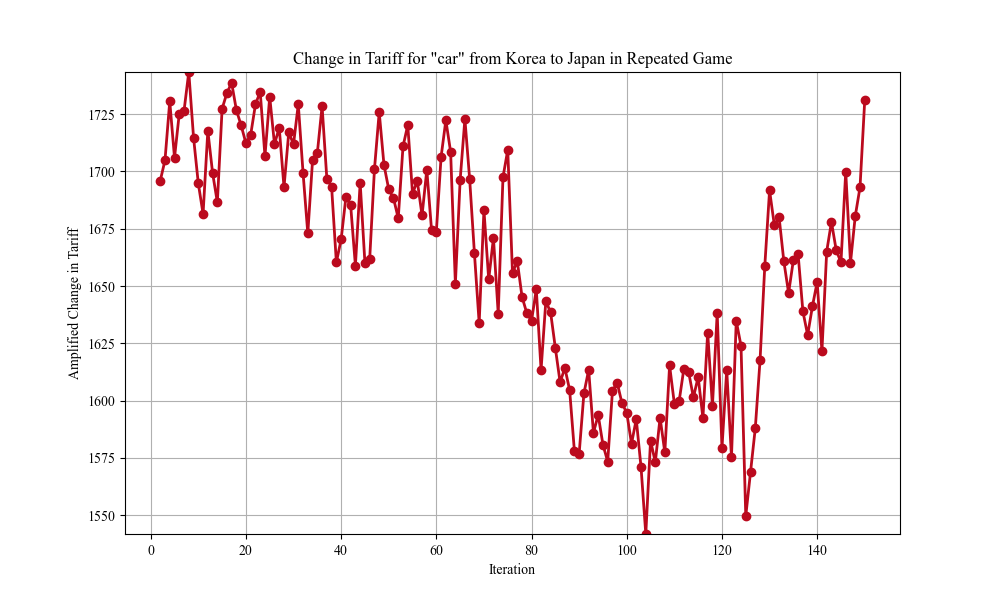 Change in Tariff for "car" from Korea to Japan in Repeated Game
Amplified Change in Tariff
1725
1700
1675
1650
1625
1600
1575
1550
0 20 40 60 80 100 120 140
Iteration